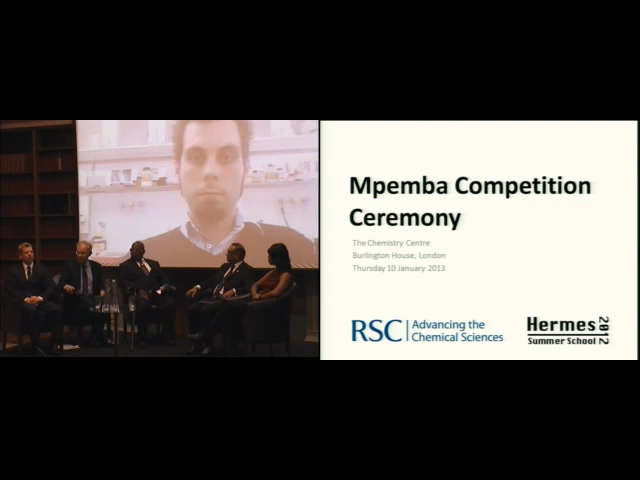 Mpemba Competition
Ceremony
The Chemistry Centre
Burlington House, London
Thursday 10 January 2013
RSC
Advancing the
Chemical Sciences
Hermes 2012
Summer School